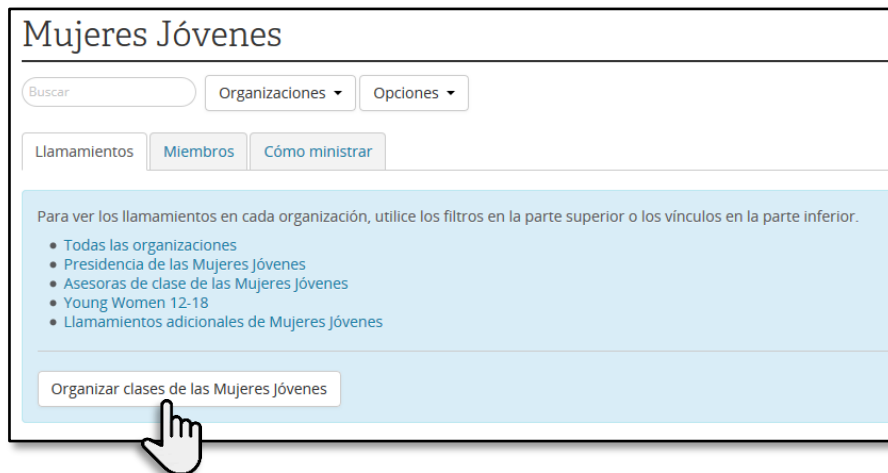 Mujeres Jóvenes
Buscar
Organizaciones
Opciones
Llamamientos
Miembros
Cómo ministrar
Para ver los llamamientos en cada organización, utilice los filtros en la parte superior o los vínculos en la parte inferior.
Todas las organizaciones
Presidencia de las Mujeres Jóvenes
Asesoras de clase de las Mujeres Jóvenes
Young Women 12-18
Llamamientos adicionales de Mujeres Jóvenes
Organizar clases de las Mujeres Jóvenes